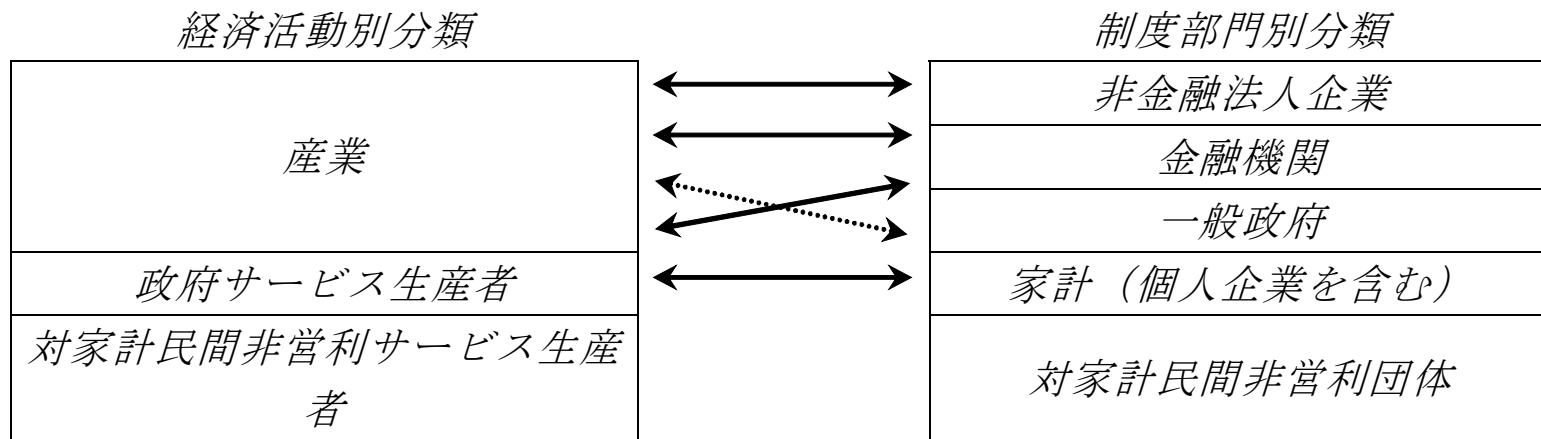 経済活動別分類
制度部門別分類
産業
非金融法人企業
金融機関
一般政府
政府サービス生産者
家計（個人企業を含む）
対家計民間非営利サービス生産
者
対家計民間非営利団体